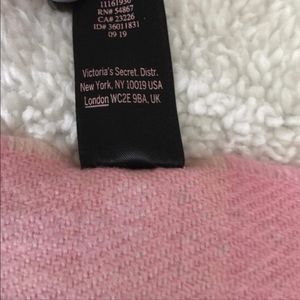 11161930
RN# 54867
CA# 23226
ID# 36011831
09 19
Victoria's Secret. Distr.
New York, NY 10019 USA
London WC2E 9BA, UK